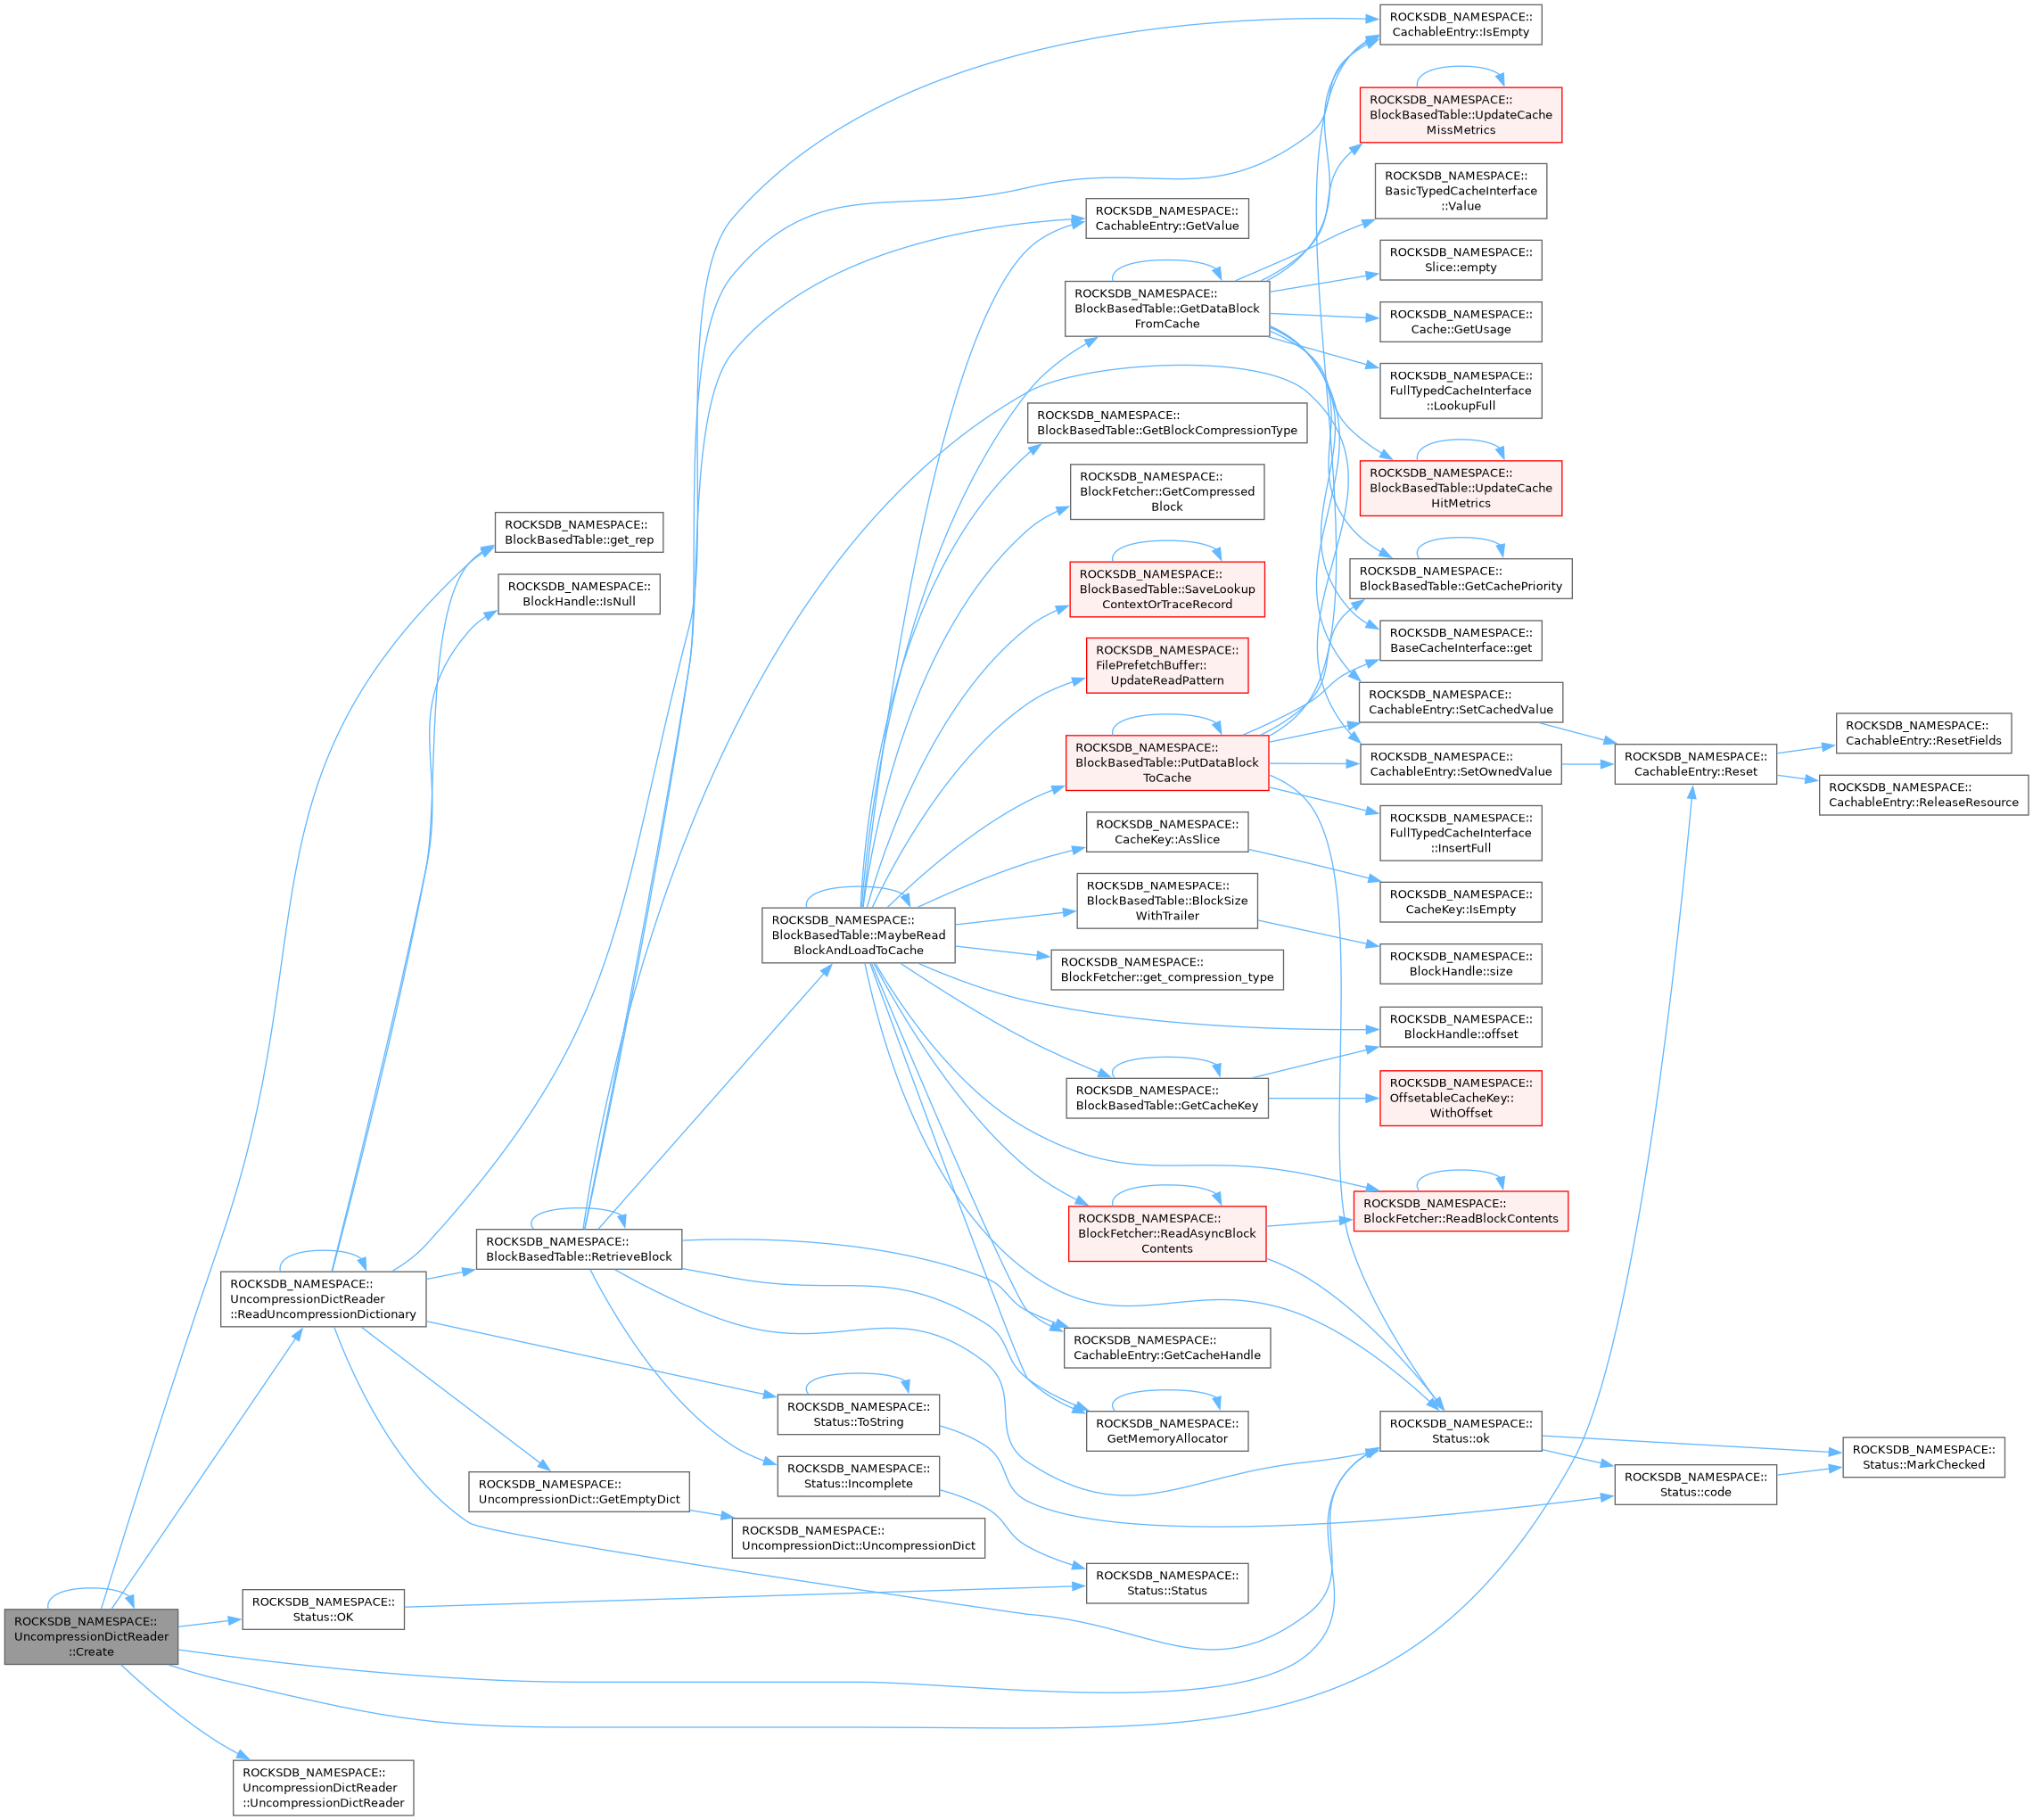 ROCKSDB_NAMESPACE::
UncompressionDictReader
::Create
ROCKSDB_NAMESPACE::
BlockBasedTable::get_rep
ROCKSDB_NAMESPACE::
BlockHandle::IsNull
ROCKSDB_NAMESPACE::
UncompressionDictReader
::ReadUncompressionDictionary
ROCKSDB_NAMESPACE::
Status::OK
ROCKSDB_NAMESPACE::
UncompressionDictReader
::UncompressionDictReader
ROCKSDB_NAMESPACE::
BlockBasedTable::RetrieveBlock
ROCKSDB_NAMESPACE::
UncompressionDict::GetEmptyDict
ROCKSDB_NAMESPACE::
BlockBasedTable::MaybeRead
BlockAndLoadToCache
ROCKSDB_NAMESPACE::
Status::ToString
ROCKSDB_NAMESPACE::
Status::Incomplete
ROCKSDB_NAMESPACE::
UncompressionDict::UncompressionDict
ROCKSDB_NAMESPACE::
CachableEntry::GetValue
ROCKSDB_NAMESPACE::
BlockBasedTable::GetDataBlock
FromCache
ROCKSDB_NAMESPACE::
BlockBasedTable::GetBlockCompressionType
ROCKSDB_NAMESPACE::
BlockFetcher::GetCompressed
Block
ROCKSDB_NAMESPACE::
BlockBasedTable::SaveLookup
ContextOrTraceRecord
ROCKSDB_NAMESPACE::
FilePrefetchBuffer::
UpdateReadPattern
ROCKSDB_NAMESPACE::
BlockBasedTable::PutDataBlock
ToCache
ROCKSDB_NAMESPACE::
CacheKey::AsSlice
ROCKSDB_NAMESPACE::
BlockBasedTable::BlockSize
WithTrailer
ROCKSDB_NAMESPACE::
BlockFetcher::get_compression_type
ROCKSDB_NAMESPACE::
BlockBasedTable::GetCacheKey
ROCKSDB_NAMESPACE::
BlockFetcher::ReadAsyncBlock
Contents
ROCKSDB_NAMESPACE::
CachableEntry::GetCacheHandle
ROCKSDB_NAMESPACE::
GetMemoryAllocator
ROCKSDB_NAMESPACE::
Status::Status
ROCKSDB_NAMESPACE::
CachableEntry::IsEmpty
ROCKSDB_NAMESPACE::
BlockBasedTable::UpdateCache
MissMetrics
ROCKSDB_NAMESPACE::
BasicTypedCacheInterface
::Value
ROCKSDB_NAMESPACE::
Slice::empty
ROCKSDB_NAMESPACE::
Cache::GetUsage
ROCKSDB_NAMESPACE::
FullTypedCacheInterface
::LookupFull
ROCKSDB_NAMESPACE::
BlockBasedTable::UpdateCache
HitMetrics
ROCKSDB_NAMESPACE::
BlockBasedTable::GetCachePriority
ROCKSDB_NAMESPACE::
BaseCacheInterface::get
ROCKSDB_NAMESPACE::
CachableEntry::SetCachedValue
ROCKSDB_NAMESPACE::
CachableEntry::SetOwnedValue
ROCKSDB_NAMESPACE::
FullTypedCacheInterface
::InsertFull
ROCKSDB_NAMESPACE::
CacheKey::IsEmpty
ROCKSDB_NAMESPACE::
BlockHandle::size
ROCKSDB_NAMESPACE::
BlockHandle::offset
ROCKSDB_NAMESPACE::
OffsetableCacheKey::
WithOffset
ROCKSDB_NAMESPACE::
BlockFetcher::ReadBlockContents
ROCKSDB_NAMESPACE::
Status::ok
ROCKSDB_NAMESPACE::
CachableEntry::Reset
ROCKSDB_NAMESPACE::
Status::code
ROCKSDB_NAMESPACE::
CachableEntry::ResetFields
ROCKSDB_NAMESPACE::
CachableEntry::ReleaseResource
ROCKSDB_NAMESPACE::
Status::MarkChecked